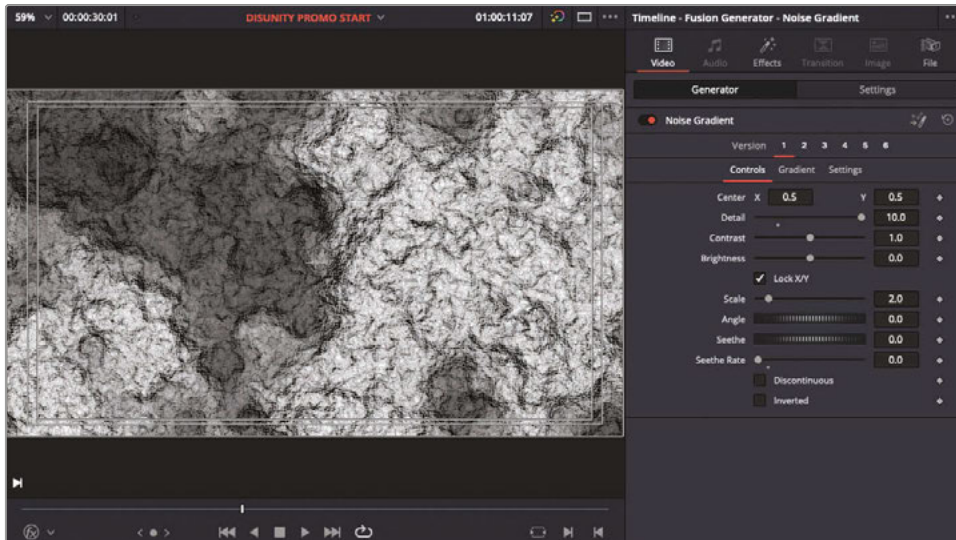 59% 00:00:30:01 DISUNITY PROMO START 01:00:11:07
Timeline - Fusion Generator - Noise Gradient
Video Audio Effects Transition Image File
Generator Settings
Noise Gradient
Version 1 2 3 4 5 6
Controls Gradient Settings
Center X 0.5 Y 0.5
Detail 10.0
Contrast 1.0
Brightness 0.0
Lock X/Y
Scale 2.0
Angle 0.0
Seethe 0.0
Seethe Rate 0.0
Discontinuous
Inverted
fx